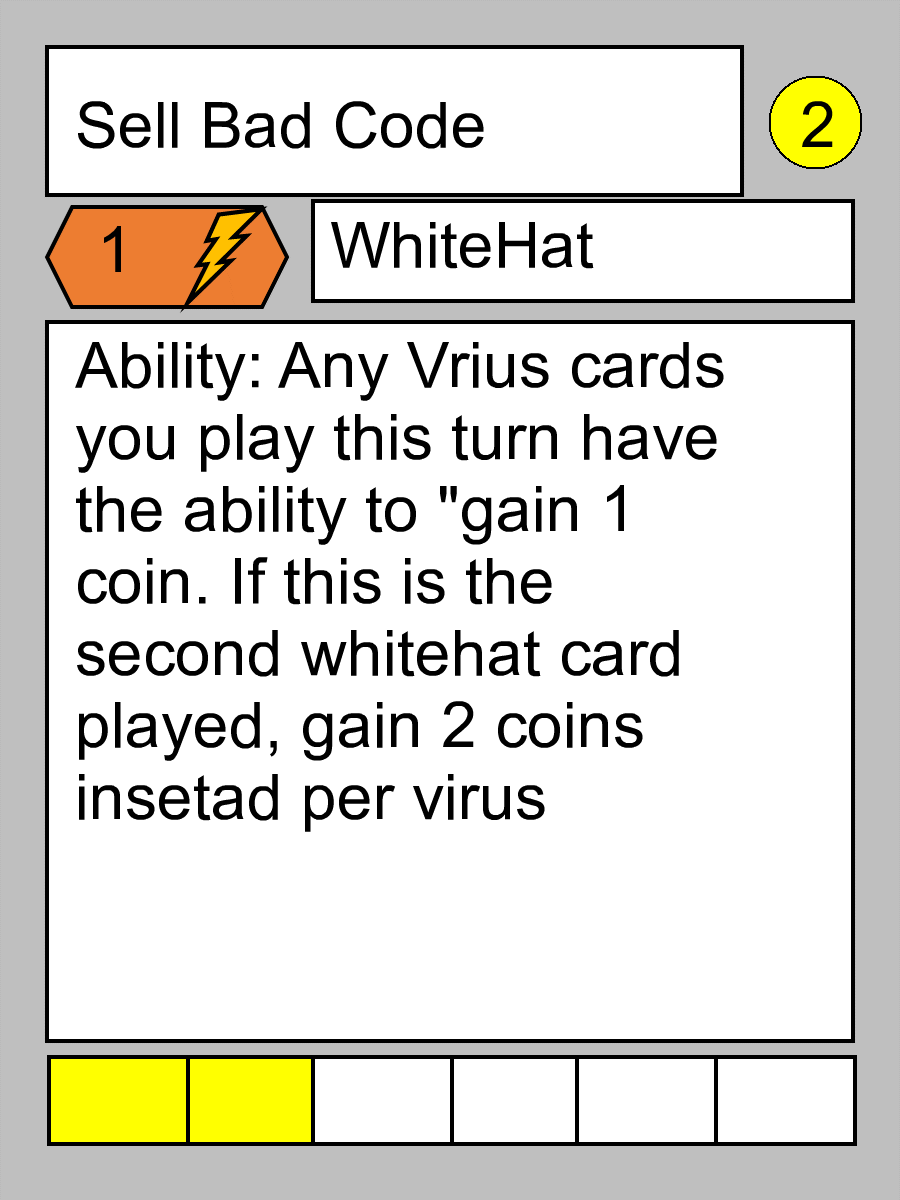 Sell Bad Code
2
1
WhiteHat
Ability: Any Vrius cards
you play this turn have
the ability to "gain 1
coin. If this is the
second whitehat card
played, gain 2 coins
insetad per virus